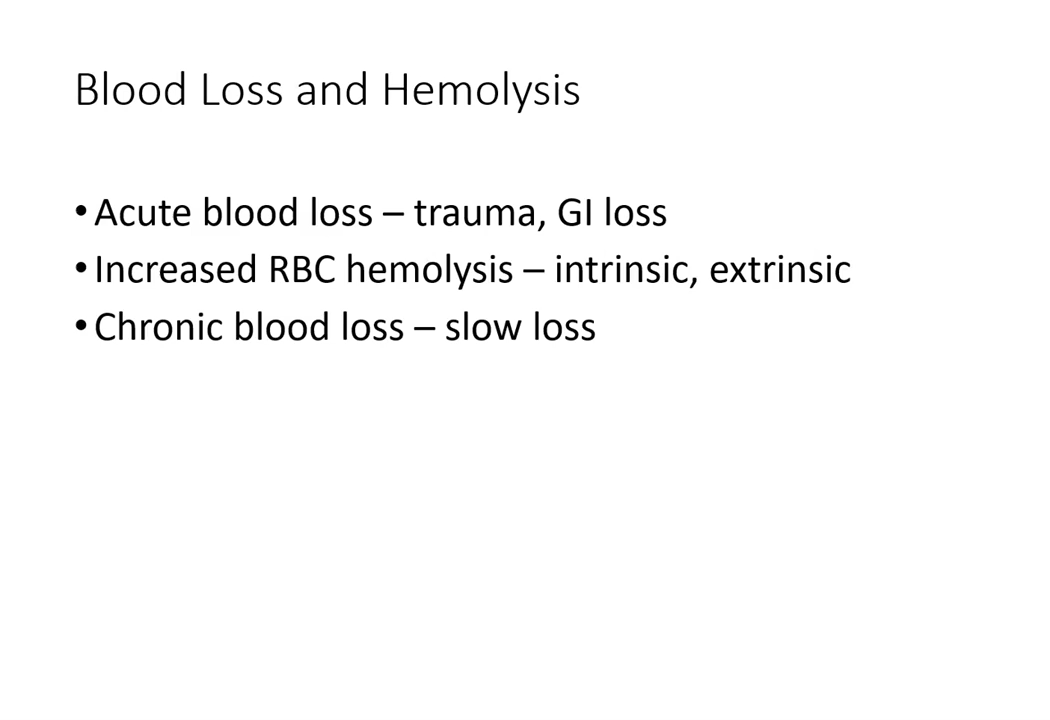 Blood Loss and Hemolysis
• Acute blood loss – trauma, GI loss
• Increased RBC hemolysis – intrinsic, extrinsic
• Chronic blood loss – slow loss